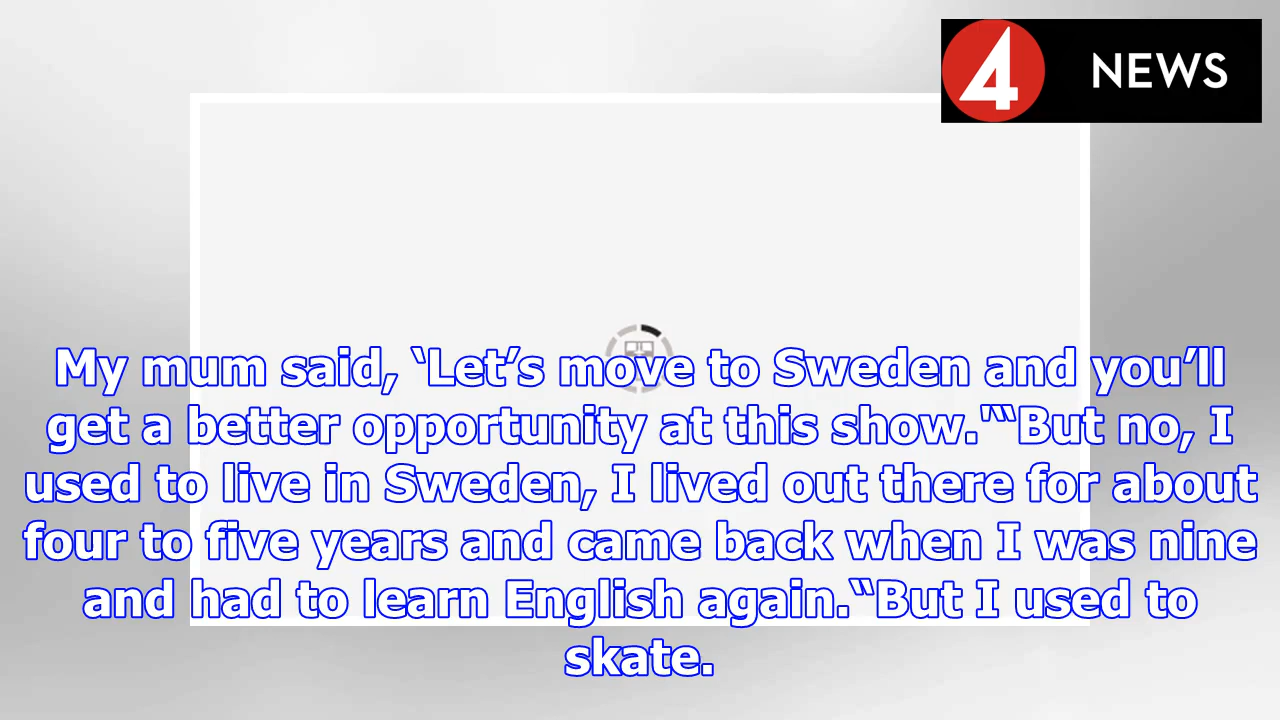 4 NEWS
My mum said, ‘Let’s move to Sweden and you’ll
get a better opportunity at this show.'"“But no, I
used to live in Sweden, I lived out there for about
four to five years and came back when I was nine
and had to learn English again.“But I used to
skate.